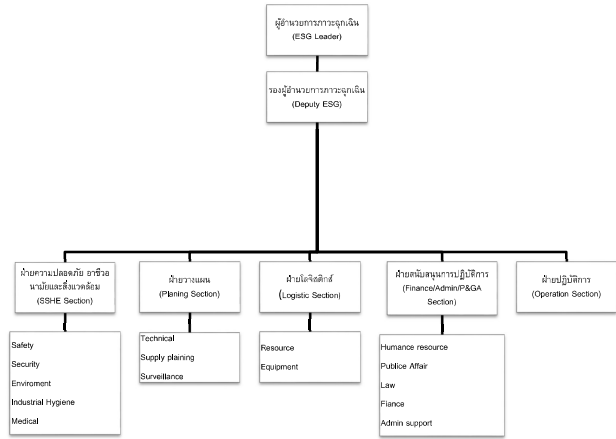 ผู้อำนวยการภาวะฉุกเฉิน
(ESG Leader)
รองผู้อำนวยการภาวะฉุกเฉิน
(Deputy ESG)
ฝ่ายความปลอดภัย อาชีวอ
นามัยและสิ่งแวดล้อม
(SSHE Section)
ฝ่ายวางแผน
(Planing Section)
ฝ่ายโลจิสติกส์
(Logistic Section)
ฝ่ายสนับสนุนการปฏิบัติการ
(Finance/Admin/P&GA
Section)
ฝ่ายปฏิบัติการ
(Operation Section)
Safety
Security
Enviroment
Industrial Hygiene
Medical
Technical
Supply plaining
Surveillance
Resource
Equipment
Humance resource
Publice Affair
Law
Fiance
Admin support